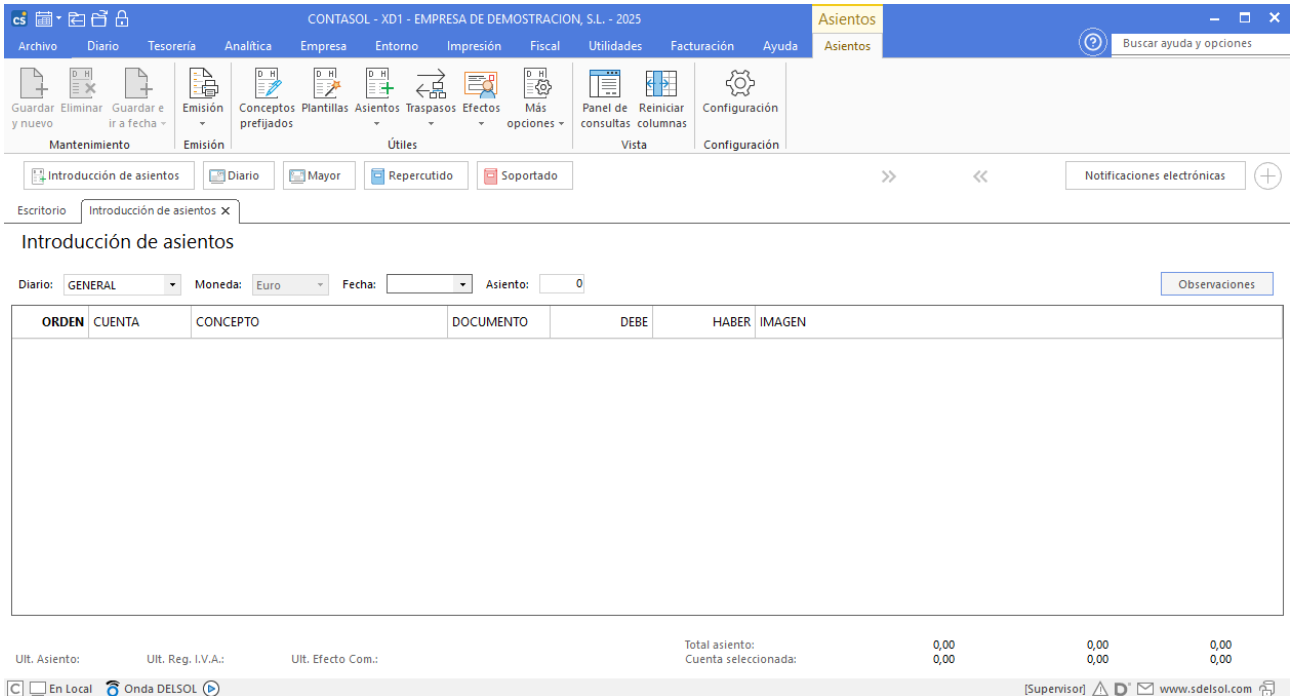 cs CONTASOL - XD1 - EMPRESA DE DEMOSTRACION, S.L. - 2025 Asientos
Archivo Diario Tesorería Analítica Empresa Entorno Impresión Fiscal Utilidades Facturación Ayuda Asientos Buscar ayuda y opciones
Guardar y nuevo
Eliminar
Guardar e ir a fecha
Emisión
Conceptos prefijados
Plantillas
Asientos
Traspasos
Efectos
Más opciones
Panel de consultas
Reiniciar columnas
Configuración
Mantenimiento Emisión Útiles Vista Configuración
Introducción de asientos Diario Mayor Repercutido Soportado Notificaciones electrónicas
Escritorio Introducción de asientos
Introducción de asientos
Diario: GENERAL Moneda: Euro Fecha: Asiento: 0 Observaciones
ORDEN CUENTA CONCEPTO DOCUMENTO DEBE HABER IMAGEN
Total asiento: 0,00 0,00 0,00
Ult. Asiento: Ult. Reg. I.V.A.: Ult. Efecto Com.: Cuenta seleccionada: 0,00 0,00 0,00
C En Local Onda DELSOL [Supervisor] D www.sdelsol.com